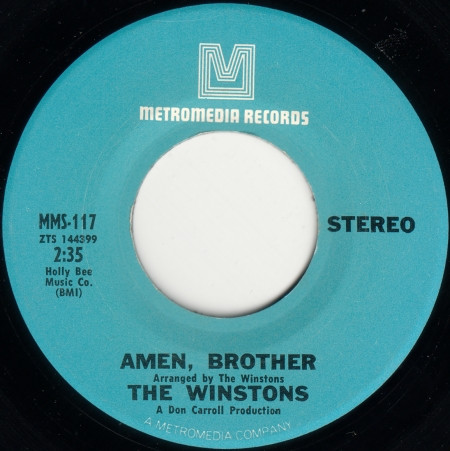 M
METROMEDIA RECORDS
MMS-117
ZTS 144399
2:35
Holly Bee
Music Co.
(BMI)
STEREO
AMEN, BROTHER
Arranged by The Winstons
THE WINSTONS
A Don Carroll Production
A METROMEDIA COMPANY